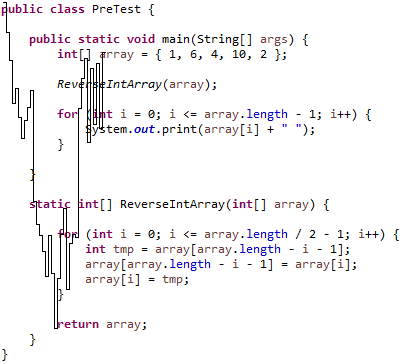 public class PreTest {
public static void main(String[] args) {
int[] array = { 1, 6, 4, 10, 2 };
ReverseIntArray(array);
for (int i = 0; i <= array.length - 1; i++) {
System.out.print(array[i] + " ");
}
}
static int[] ReverseIntArray(int[] array) {
for (int i = 0; i <= array.length / 2 - 1; i++) {
int tmp = array[array.length - i - 1];
array[array.length - i - 1] = array[i];
array[i] = tmp;
}
return array;
}
}